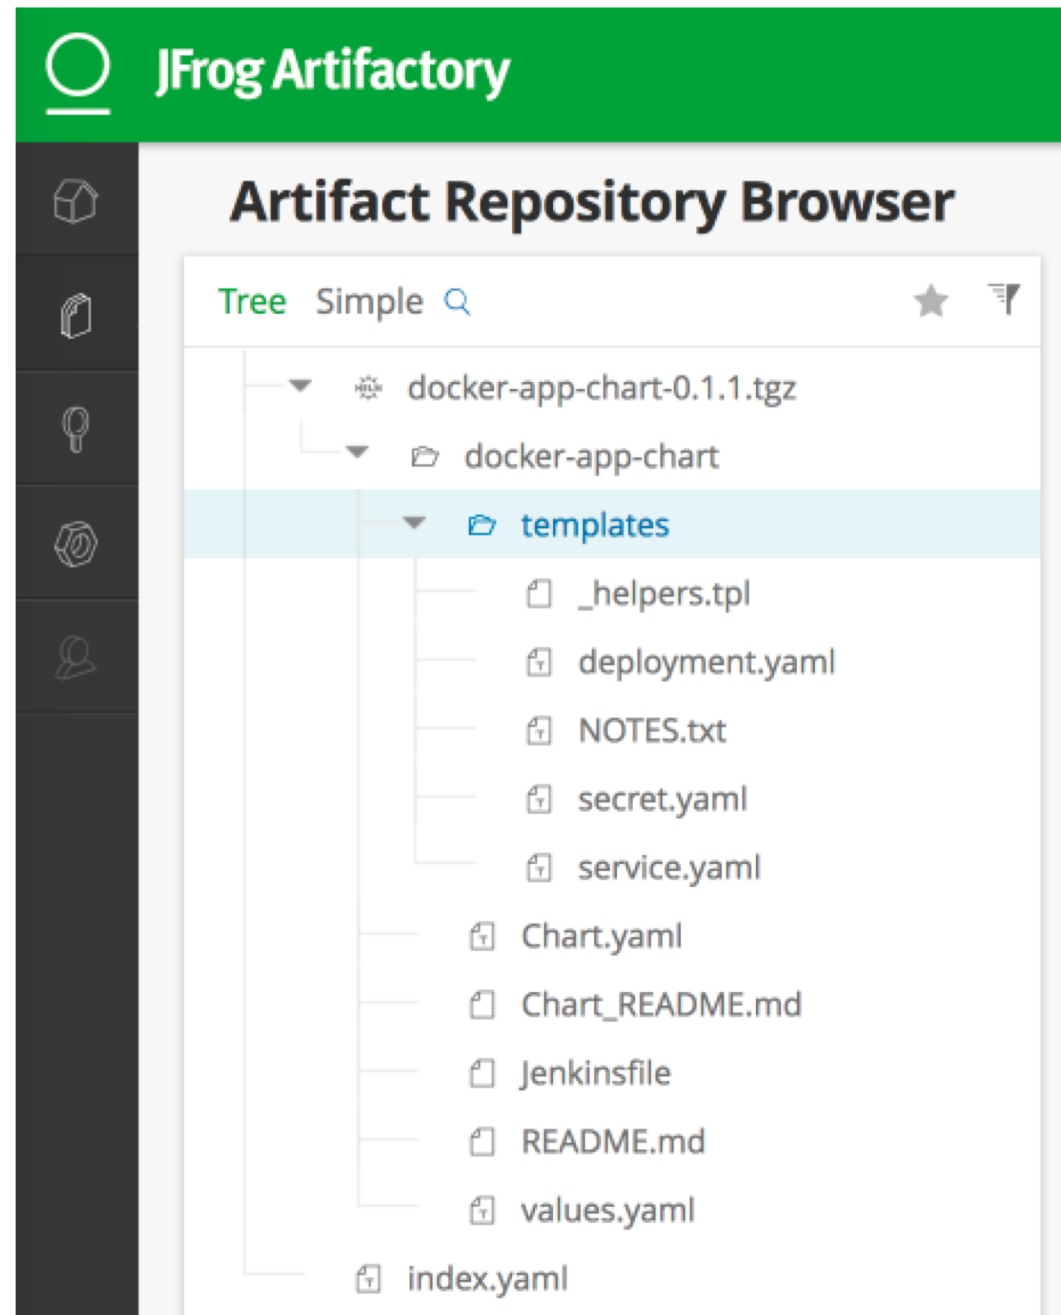 JFrog Artifactory
Artifact Repository Browser
Tree Simple
HELM docker-app-chart-0.1.1.tgz
docker-app-chart
templates
_helpers.tpl
T deployment.yaml
T NOTES.txt
T secret.yaml
T service.yaml
T Chart.yaml
Chart_README.md
Jenkinsfile
README.md
T values.yaml
T index.yaml